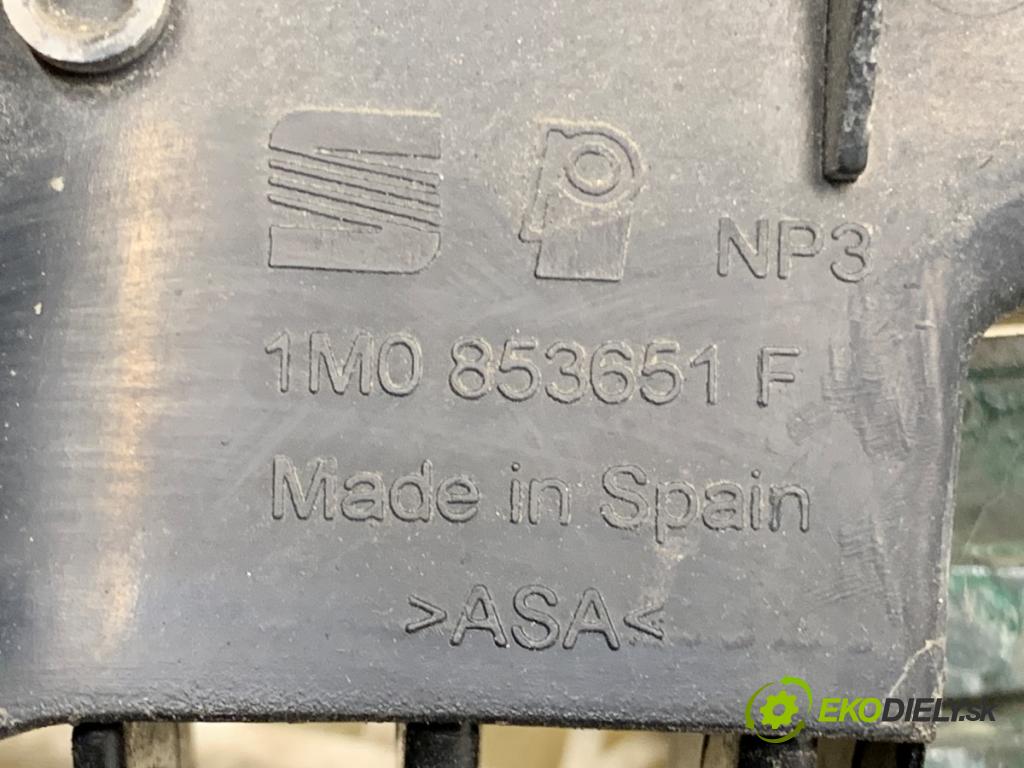 NP3
1M0 853651 F
Made in Spain
>ASA<
EKODIELY.SK